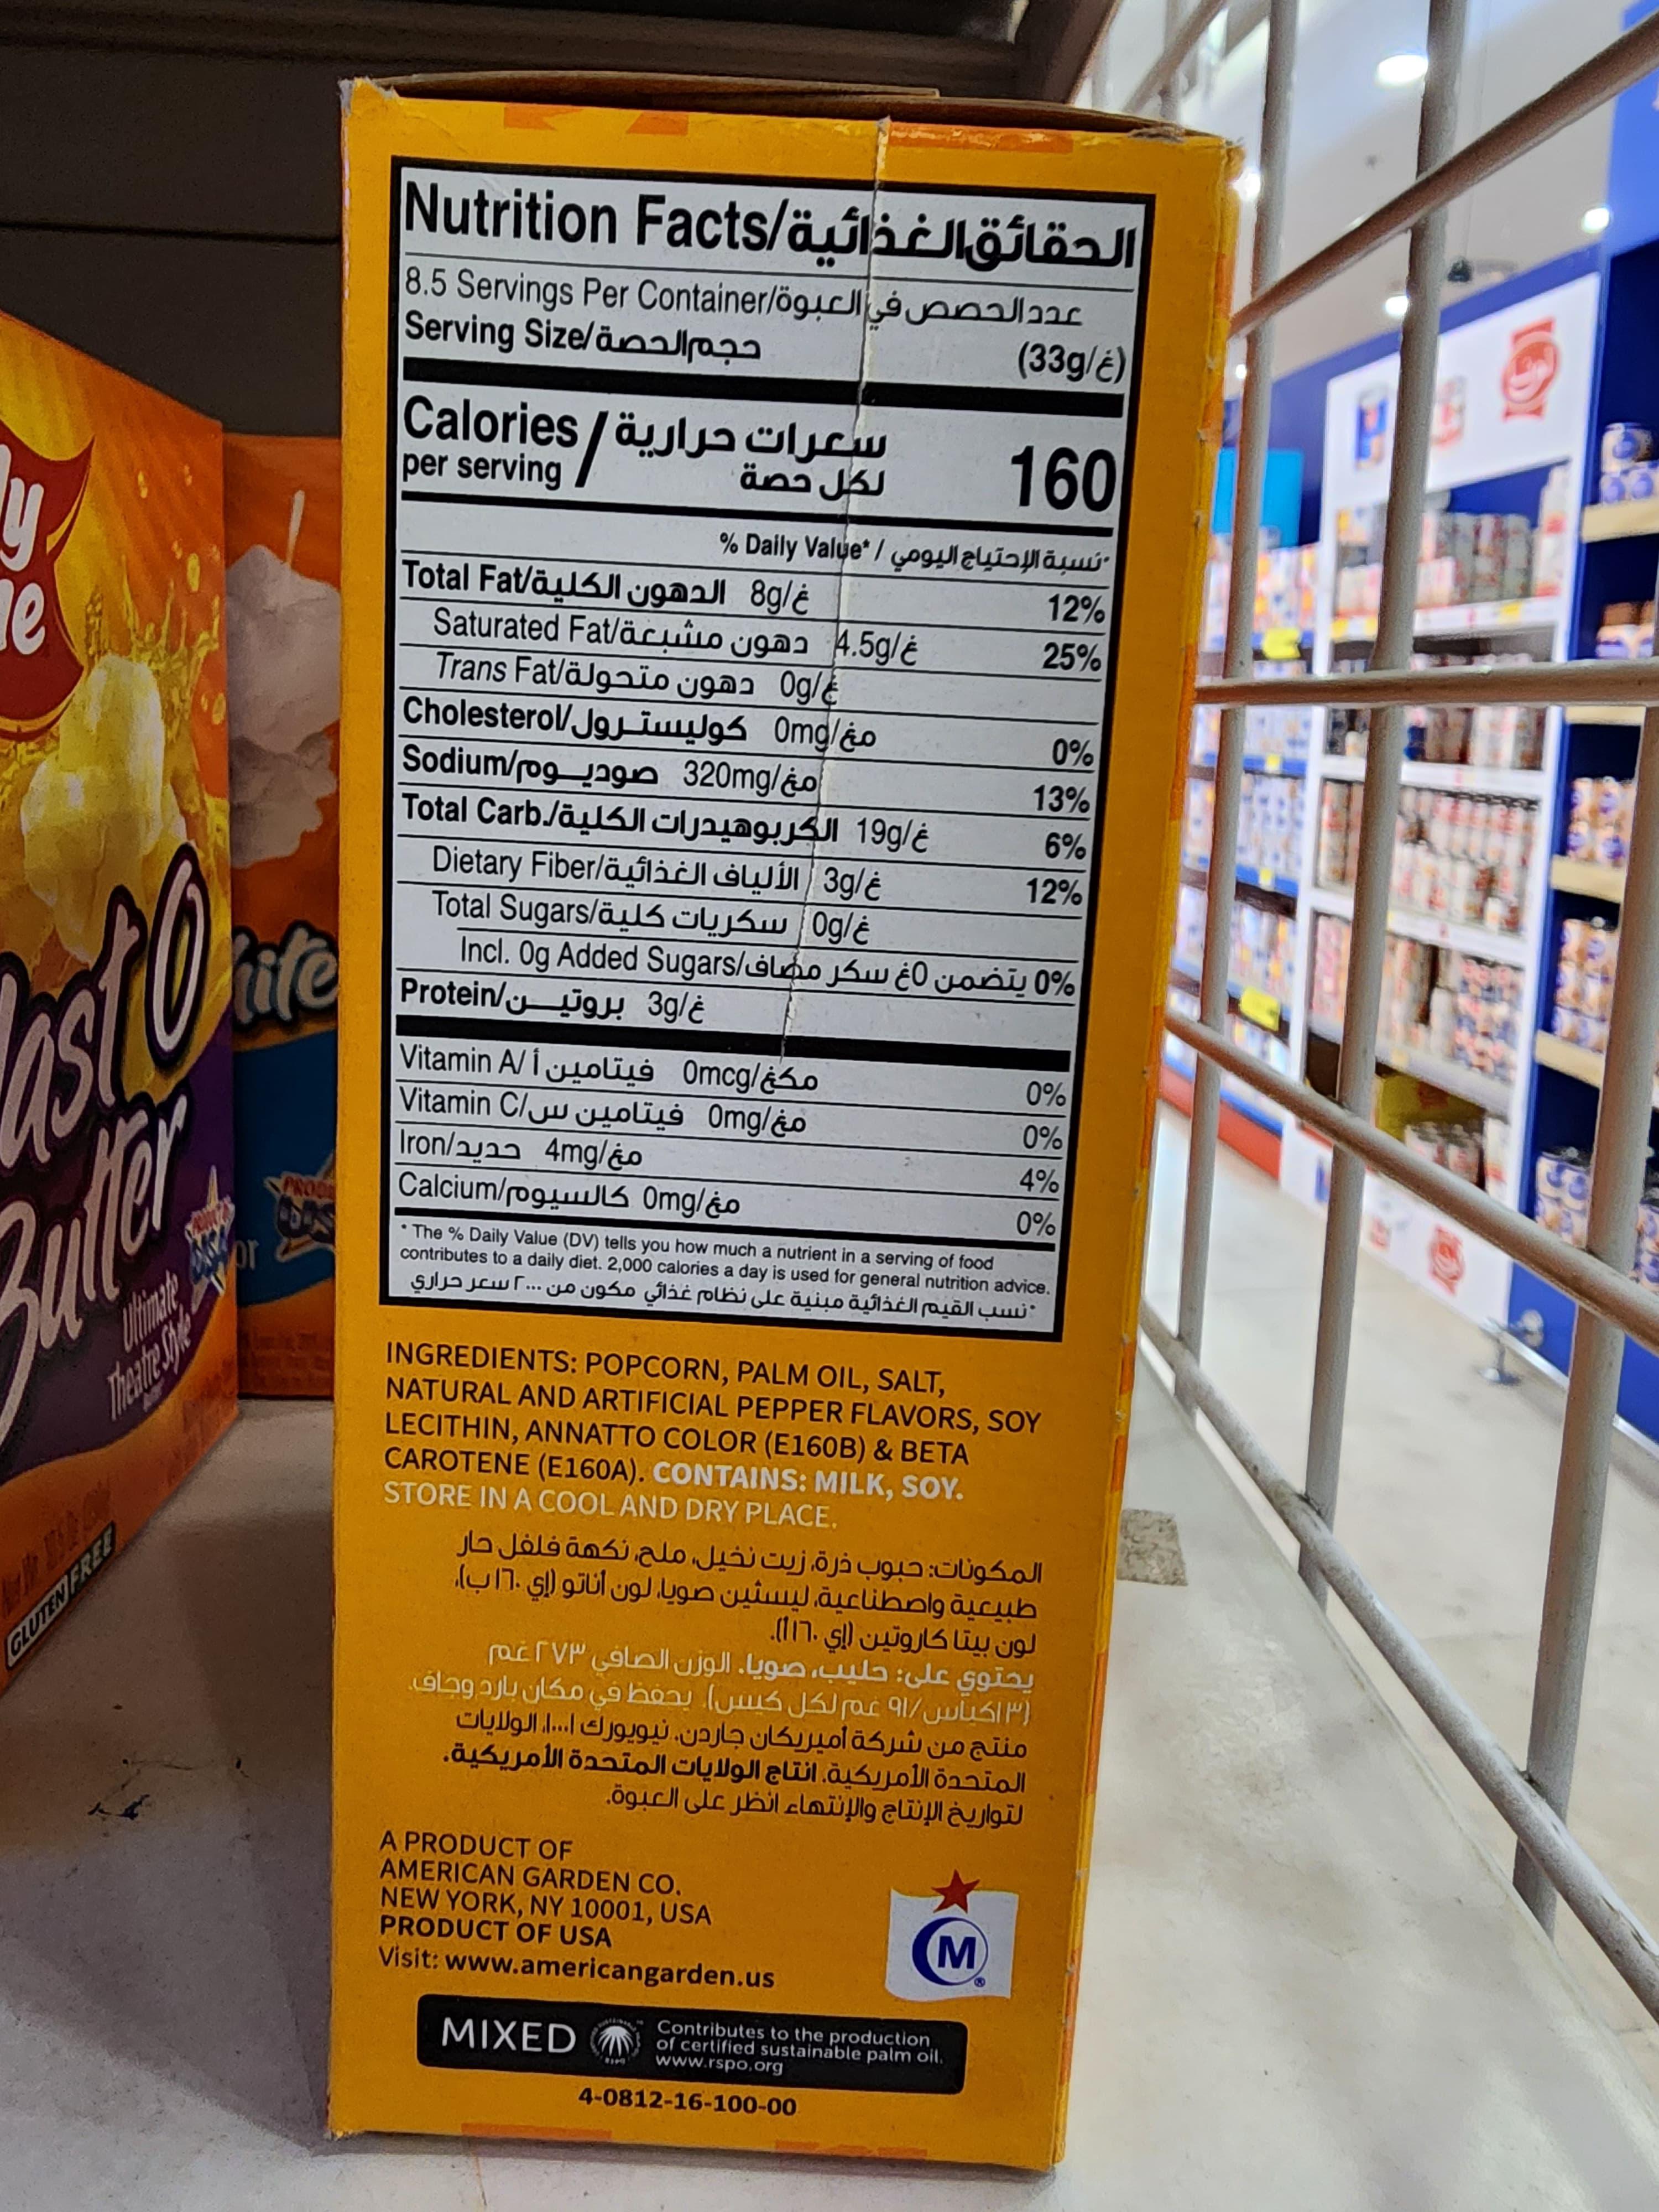 Nutrition Facts/الحقائق الغذائية
8.5 Servings Per Container/عدد الحصص في العبوة
Serving Size/حجم الحصة (33g/غ)
Calories per serving / سعرات حرارية لكل حصة 160
% Daily Value* / نسبة الإحتياج اليومي*
Total Fat/الدهون الكلية 8g/غ 12%
Saturated Fat/دهون مشبعة 4.5g/غ 25%
Trans Fat/دهون متحولة 0g/غ
Cholesterol/كوليسترول 0mg/مغ 0%
Sodium/صوديوم 320mg/مغ 13%
Total Carb./الكربوهيدرات الكلية 19g/غ 6%
Dietary Fiber/الألياف الغذائية 3g/غ 12%
Total Sugars/سكريات كلية 0g/غ
Incl. 0g Added Sugars/يتضمن 0غ سكر مضاف 0%
Protein/بروتين 3g/غ
Vitamin A/فيتامين أ 0mcg/مكغ 0%
Vitamin C/فيتامين س 0mg/مغ 0%
Iron/حديد 4mg/مغ 4%
Calcium/كالسيوم 0mg/مغ 0%
* The % Daily Value (DV) tells you how much a nutrient in a serving of food
contributes to a daily diet. 2,000 calories a day is used for general nutrition advice.
*نسب القيم الغذائية مبنية على نظام غذائي مكون من ٢٠٠٠ سعر حراري
INGREDIENTS: POPCORN, PALM OIL, SALT,
NATURAL AND ARTIFICIAL PEPPER FLAVORS, SOY
LECITHIN, ANNATTO COLOR (E160B) & BETA
CAROTENE (E160A). CONTAINS: MILK, SOY.
STORE IN A COOL AND DRY PLACE.
المكونات: حبوب ذرة، زيت نخيل، ملح، نكهة فلفل حار
طبيعية واصطناعية، ليسثين صويا، لون أناتو (إي ١٦٠ب)،
لون بيتا كاروتين (إي ١٦٠أ).
يحتوي على: حليب، صويا. الوزن الصافي ٢٧٣ غم
(٣ اكياس/٩١ غم لكل كيس). يحفظ في مكان بارد وجاف.
منتج من شركة أميريكان جاردن، نيويورك ١٠٠٠١، الولايات
المتحدة الأمريكية. انتاج الولايات المتحدة الأمريكية.
لتواريخ الإنتاج والإنتهاء انظر على العبوة.
A PRODUCT OF
AMERICAN GARDEN CO.
NEW YORK, NY 10001, USA
PRODUCT OF USA
Visit: www.americangarden.us
M®
MIXED
Contributes to the production
of certified sustainable palm oil.
www.rspo.org
4-0812-16-100-00
Butter
Ultimate
Theatre Style
GLUTEN FREE